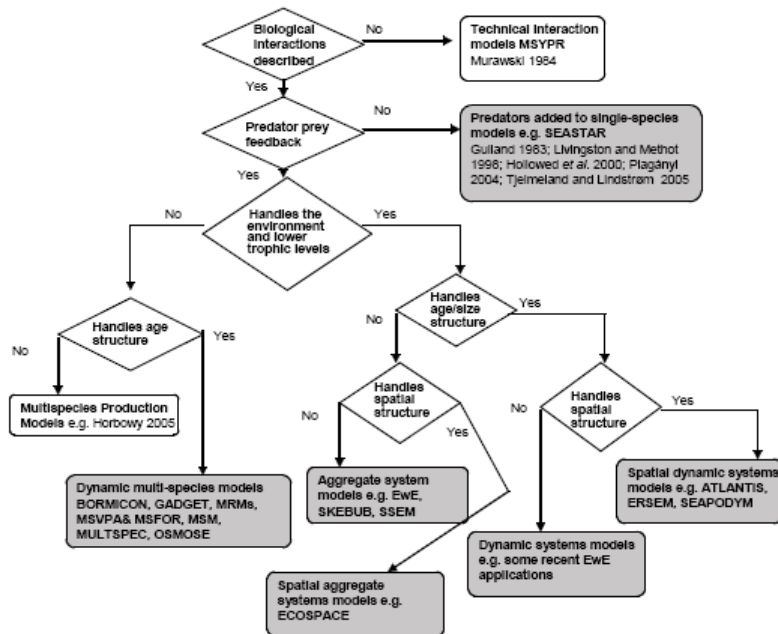 Biological
interactions
described
No
Technical Interaction
models MSYPR
Murawski 1984
Yes
Predator prey
feedback
No
Predators added to single-species
models e.g. SEASTAR
Gulland 1983; Livingston and Methot
1998; Hollowed et al. 2000; Plagányi
2004; Tjelmeland and Lindstrøm 2005
Yes
No
Handles the
environment
and lower
trophic levels
Yes
Handles age
structure
No
Yes
Handles
age/size
structure
No
Yes
Multispecies Production
Models e.g. Horbowy 2005
Handles
spatial
structure
No
Yes
Handles
spatial
structure
No
Yes
Dynamic multi-species models
BORMICON, GADGET, MRMs,
MSVPA& MSFOR, MSM,
MULTSPEC, OSMOSE
Aggregate system
models e.g. EwE,
SKEBUB, SSEM
Spatial dynamic systems
models e.g. ATLANTIS,
ERSEM, SEAPODYM
Dynamic systems models
e.g. some recent EwE
applications
Spatial aggregate
systems models e.g.
ECOSPACE